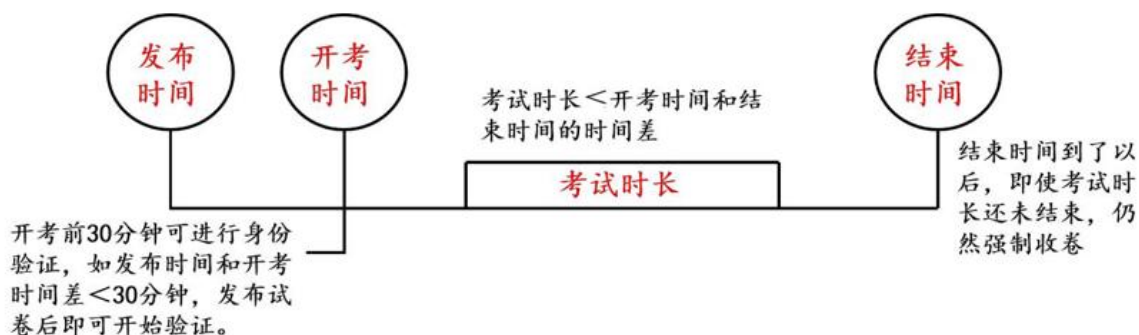 发布
时间
开考
时间
结束
时间
考试时长＜开考时间和结
束时间的时间差
考试时长
结束时间到了以
后，即使考试时
长还未结束，仍
然强制收卷
开考前30分钟可进行身份
验证，如发布时间和开考
时间差＜30分钟，发布试
卷后即可开始验证。